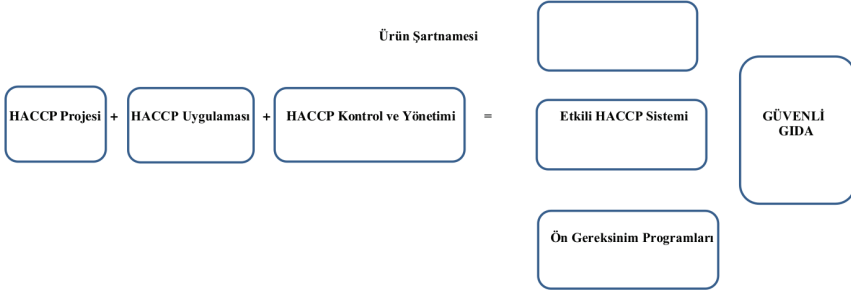 Ürün Şartnamesi
HACCP Projesi + HACCP Uygulaması + HACCP Kontrol ve Yönetimi = Etkili HACCP Sistemi GÜVENLİ
GIDA
Ön Gereksinim Programları